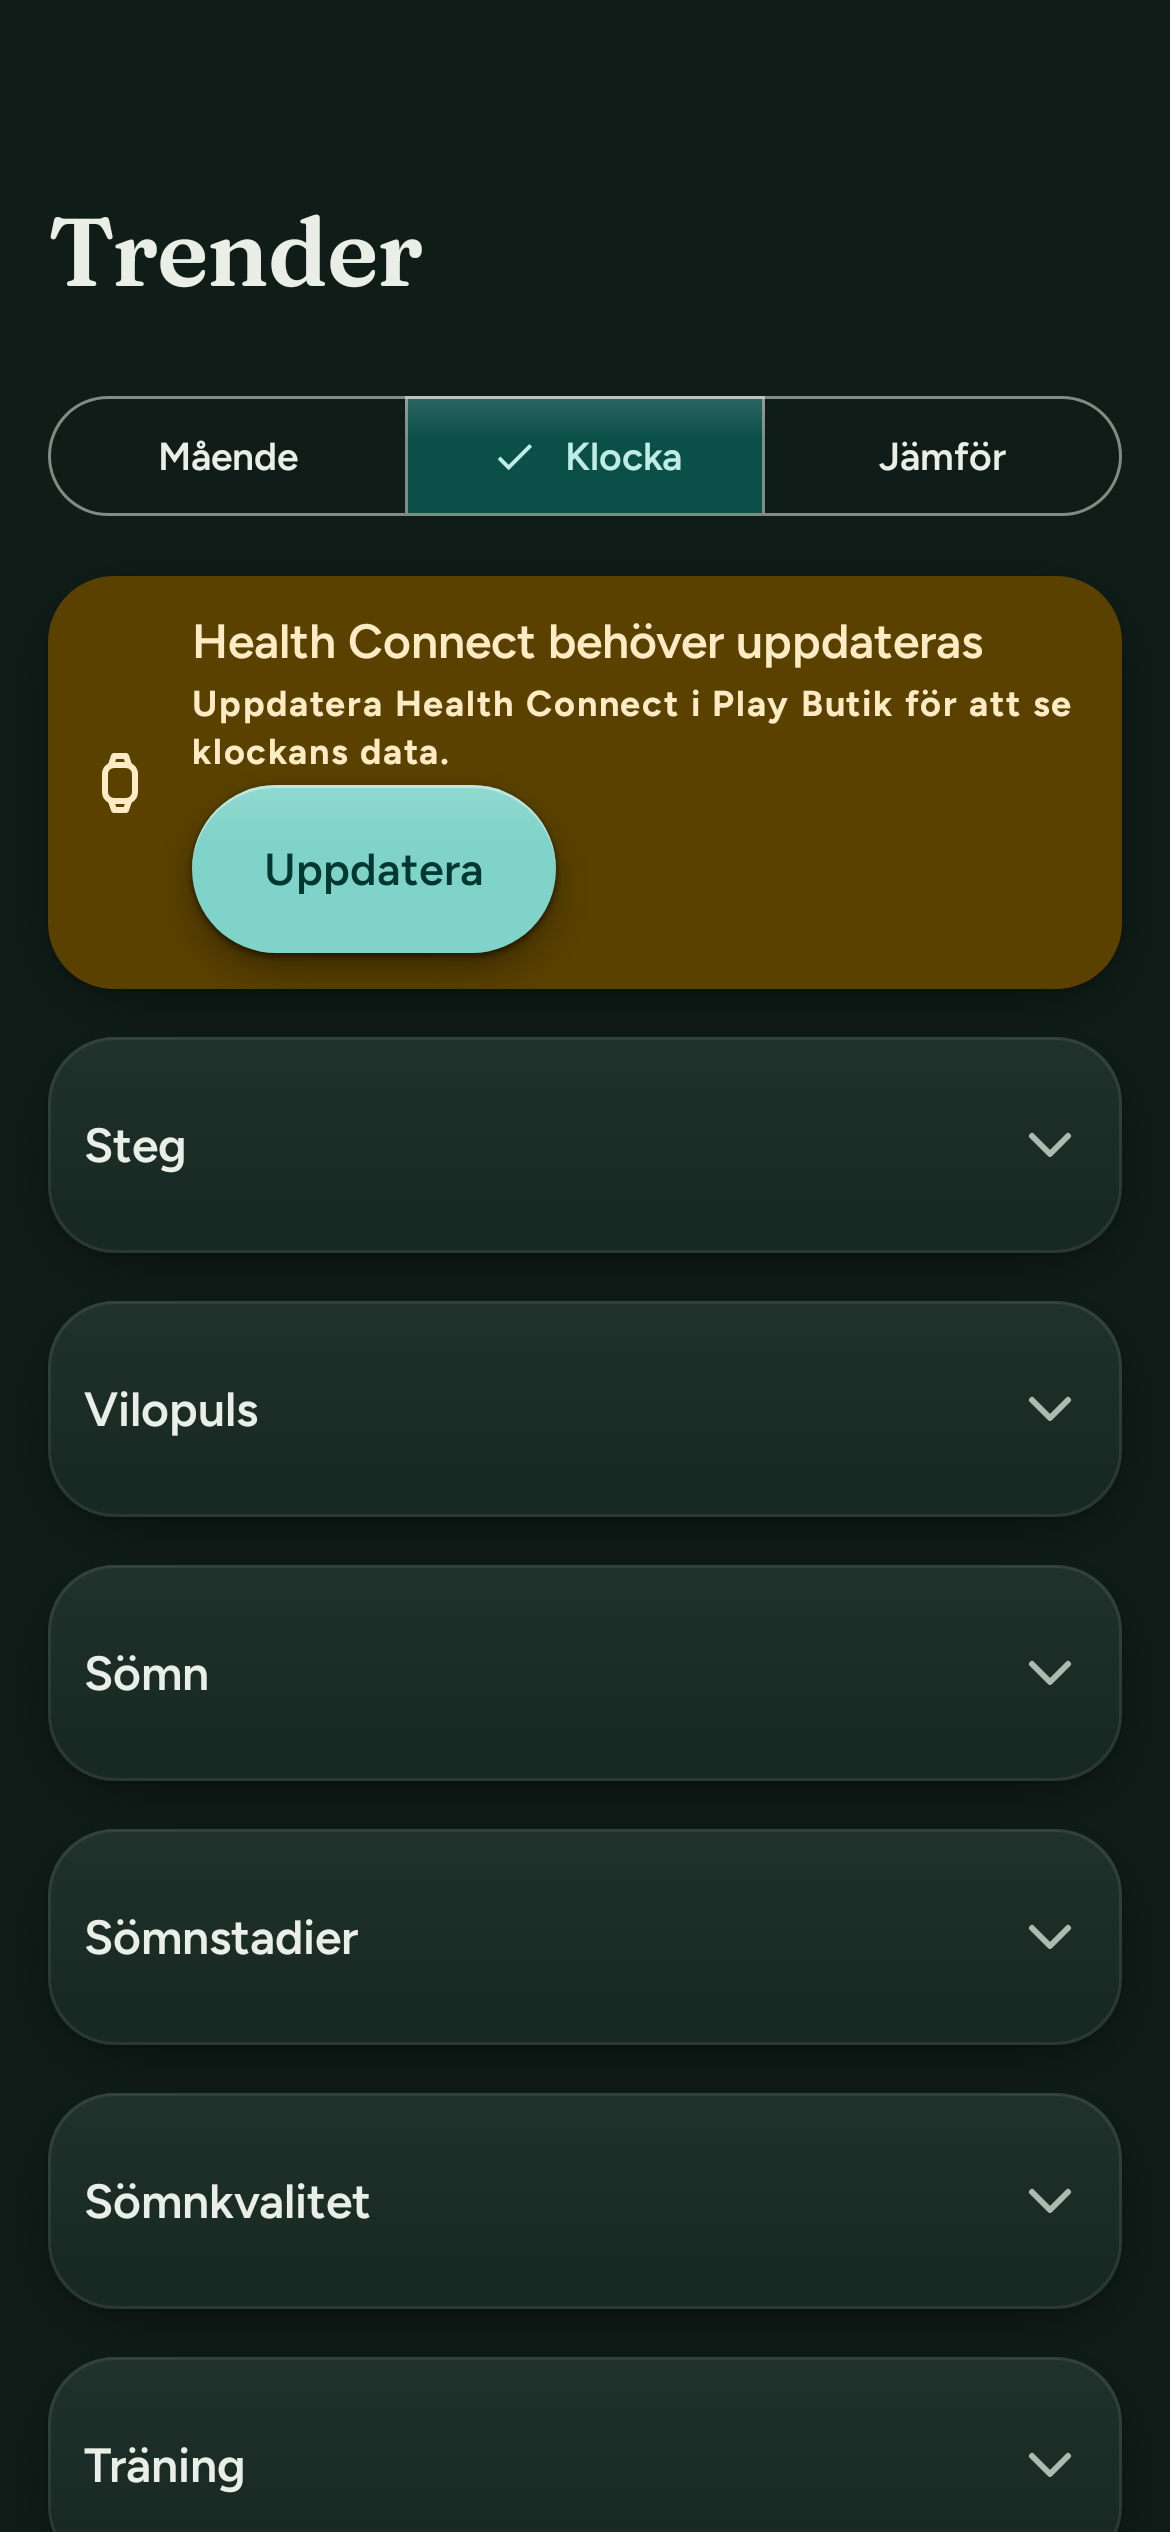 Trender
Mående
Klocka
Jämför
Health Connect behöver uppdateras
Uppdatera Health Connect i Play Butik för att se
klockans data.
Uppdatera
Steg
Vilopuls
Sömn
Sömnstadier
Sömnkvalitet
Träning